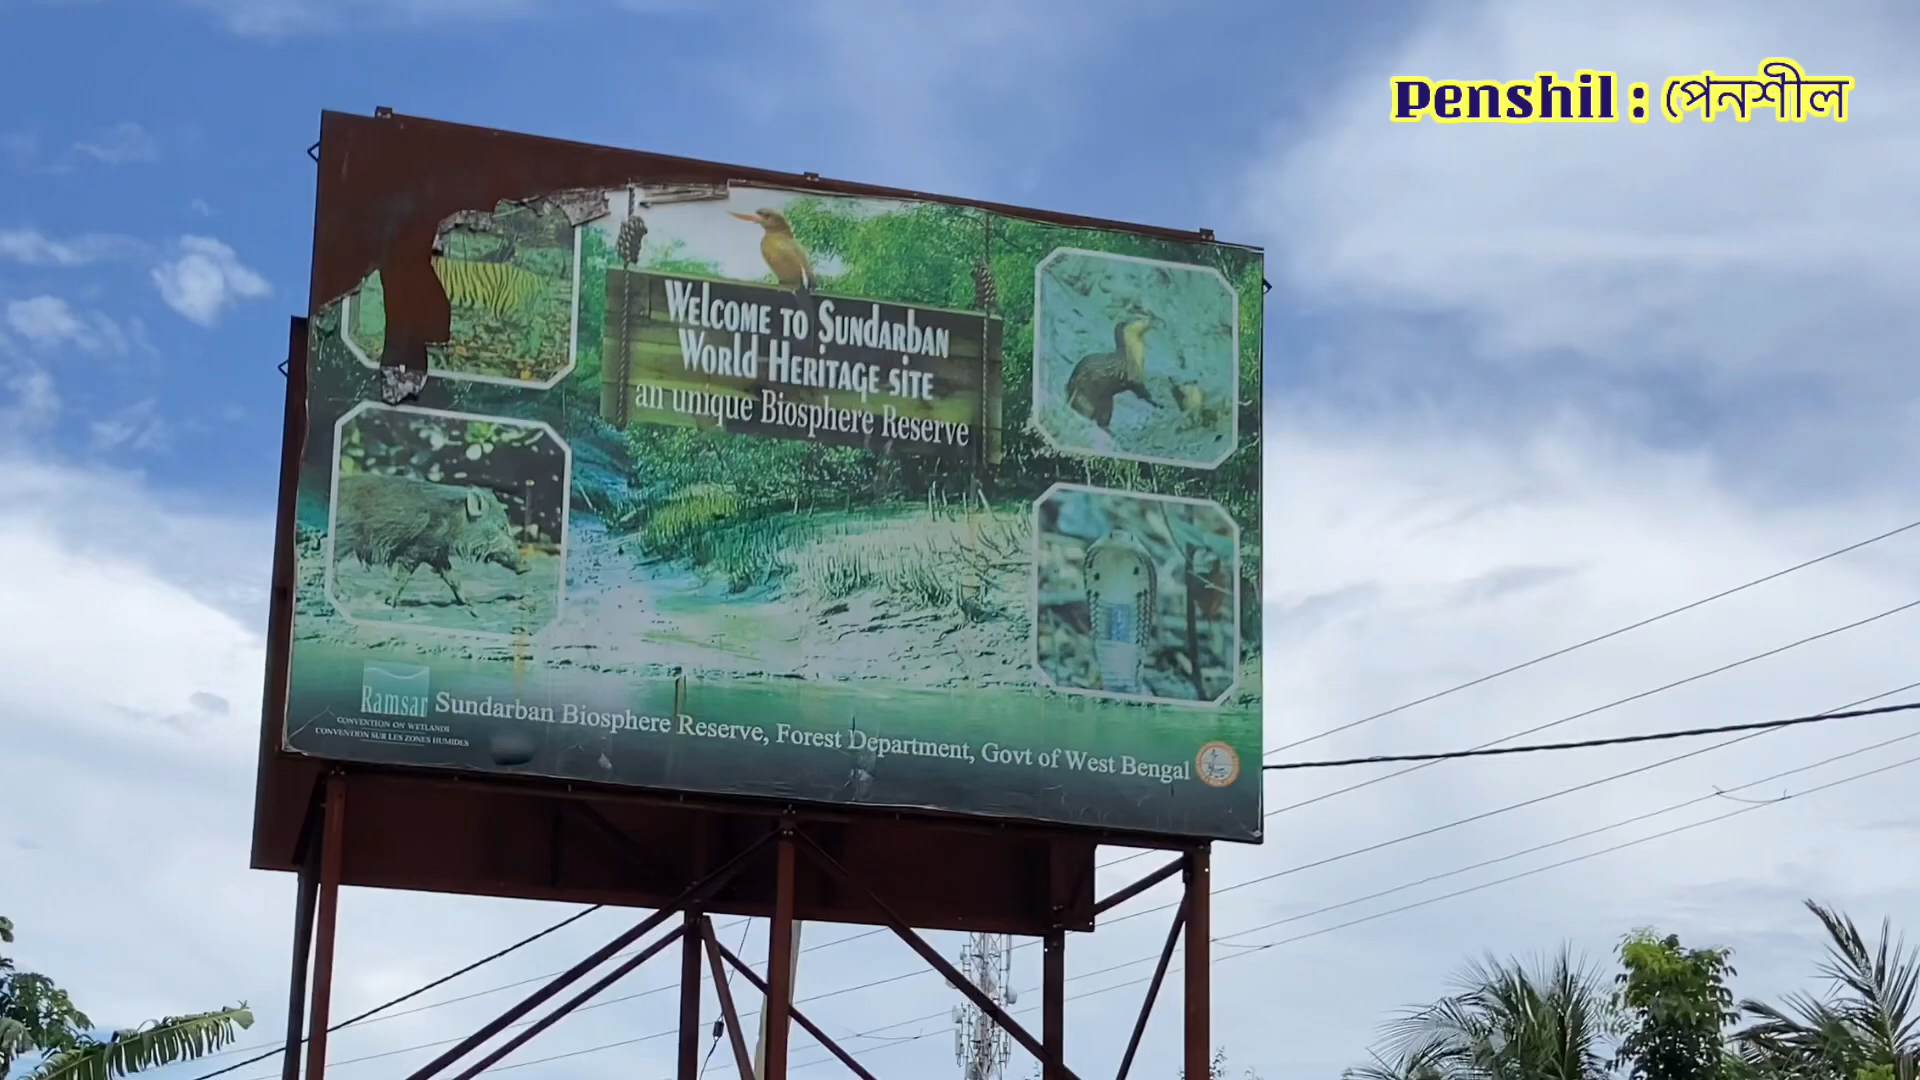 Penshil : পেনশীল
Welcome to Sundarban
World Heritage site
an unique Biosphere Reserve
Ramsar
CONVENTION ON WETLANDS
CONVENTION SUR LES ZONES HUMIDES
Sundarban Biosphere Reserve, Forest Department, Govt of West Bengal